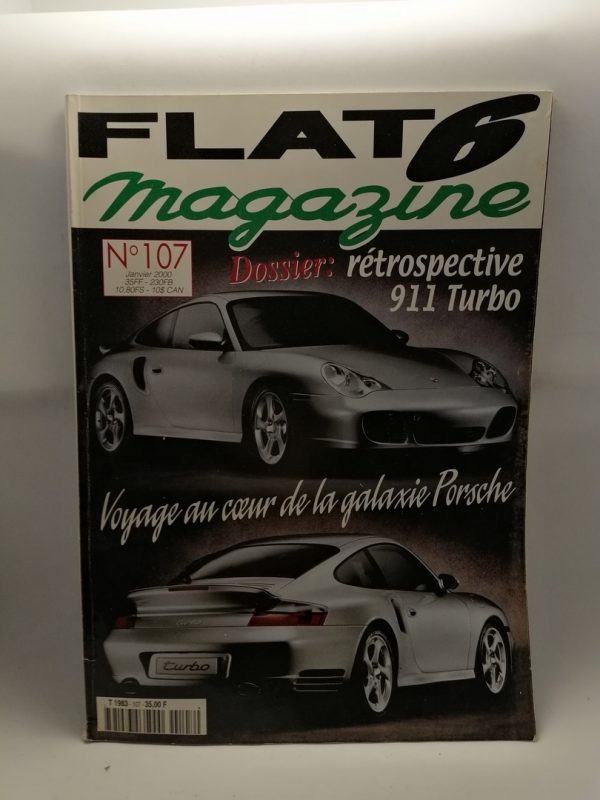 FLAT6
magazine
N°107
Janvier 2000
35FF - 230FB
10,80FS - 10$ CAN
Dossier: rétrospective
911 Turbo
Voyage au cœur de la galaxie Porsche
turbo
turbo
T 1983 - 107 - 35,00 F